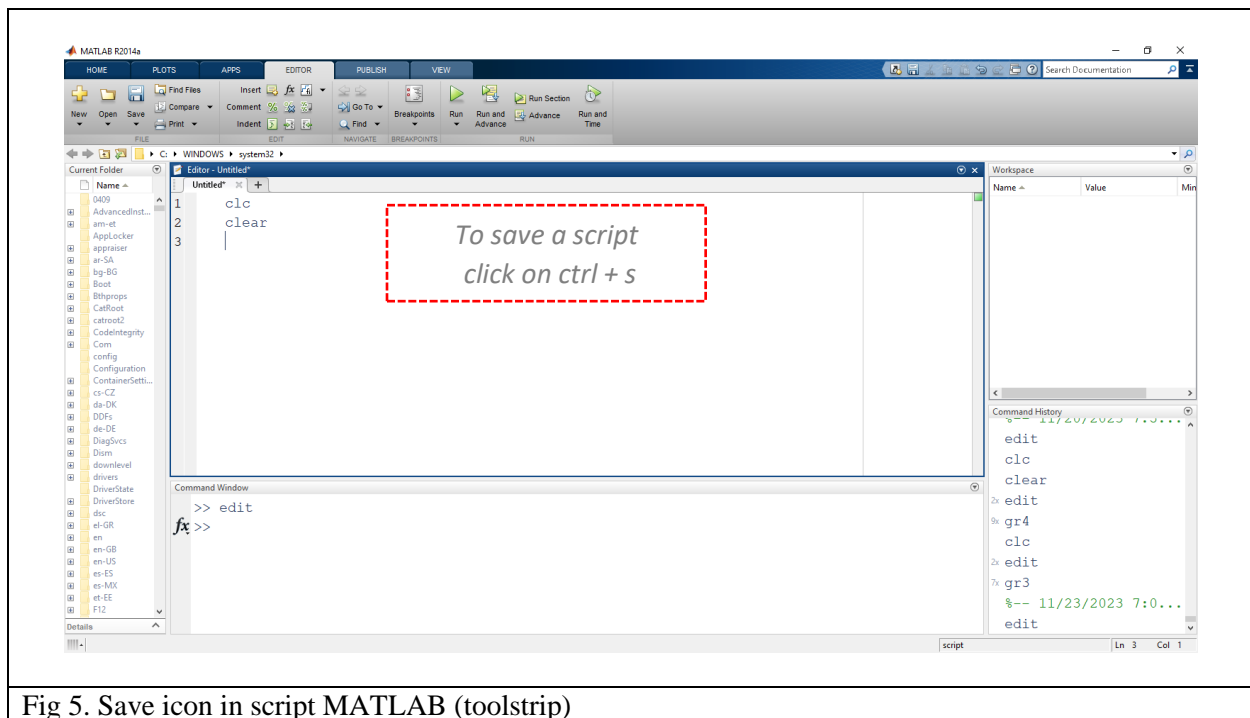 MATLAB R2014a
HOME PLOTS APPS EDITOR PUBLISH VIEW
Search Documentation
New Open Save
Find Files
Compare
Print
FILE
Insert
Comment
Indent
EDIT
Go To
Find
NAVIGATE
Breakpoints
BREAKPOINTS
Run
Run and Advance
Run Section
Advance
Run and Time
RUN
C: WINDOWS system32
Current Folder
Name
0409
AdvancedInst...
am-et
AppLocker
appraiser
ar-SA
bg-BG
Boot
Bthprops
CatRoot
catroot2
CodeIntegrity
Com
config
Configuration
ContainerSetti...
cs-CZ
da-DK
DDFs
de-DE
DiagSvcs
Dism
downlevel
drivers
DriverState
DriverStore
dsc
el-GR
en
en-GB
en-US
es-ES
es-MX
et-EE
F12
Details
Editor - Untitled*
Untitled*
1 clc
2 clear
3
To save a script
click on ctrl + s
Command Window
>> edit
fx >>
Workspace
Name Value Min
Command History
%-- 11/20/2023 7:3...
edit
clc
clear
2x edit
9x gr4
clc
2x edit
7x gr3
%-- 11/23/2023 7:0...
edit
script Ln 3 Col 1
Fig 5. Save icon in script MATLAB (toolstrip)